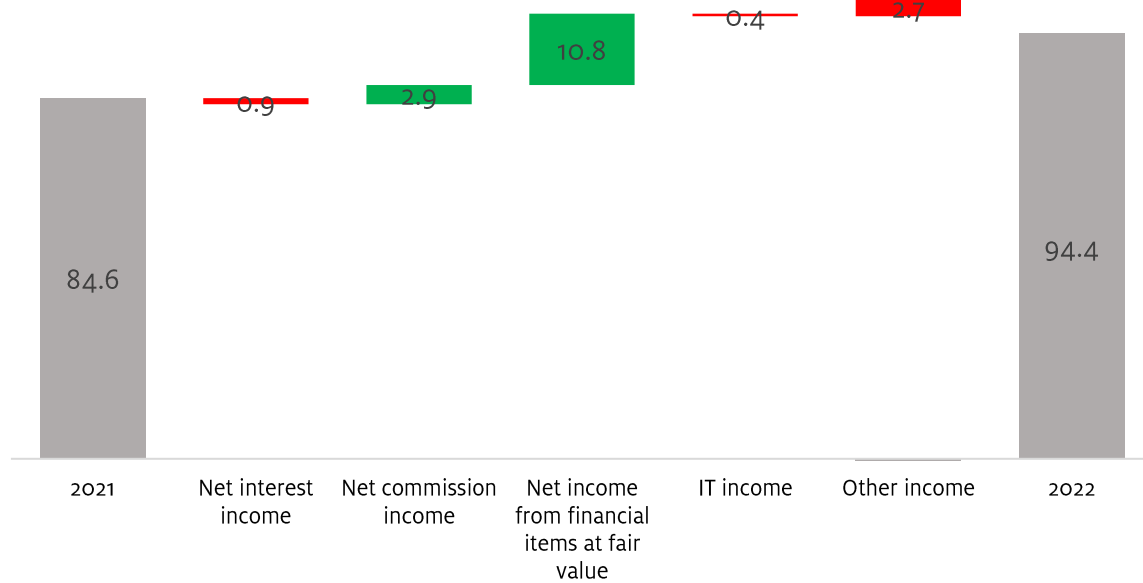 0.4
2.7
10.8
0.9
2.9
84.6
94.4
2021
Net interest
income
Net commission
income
Net income
from financial
items at fair
value
IT income
Other income
2022